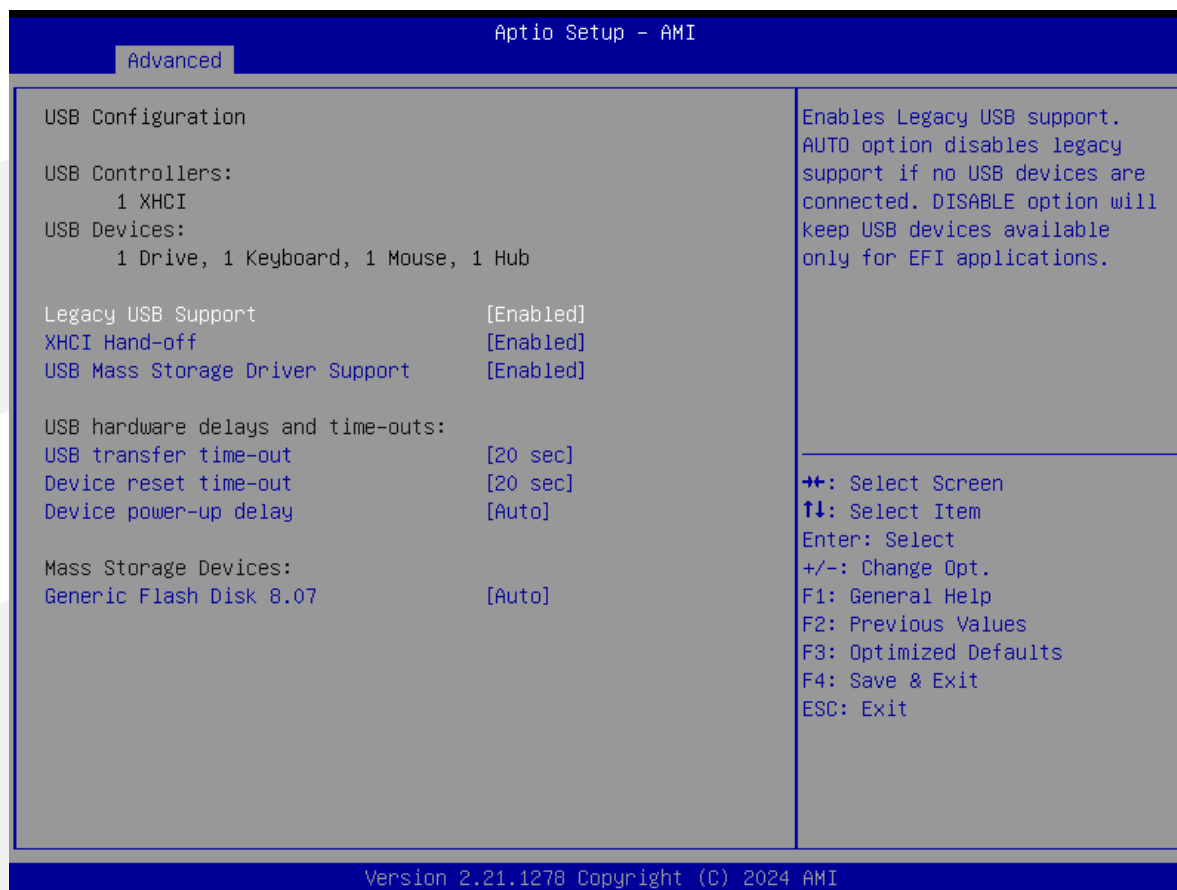 Aptio Setup – AMI
Advanced
USB Configuration
USB Controllers:
1 XHCI
USB Devices:
1 Drive, 1 Keyboard, 1 Mouse, 1 Hub
Legacy USB Support [Enabled]
XHCI Hand-off [Enabled]
USB Mass Storage Driver Support [Enabled]
USB hardware delays and time-outs:
USB transfer time-out [20 sec]
Device reset time-out [20 sec]
Device power-up delay [Auto]
Mass Storage Devices:
Generic Flash Disk 8.07 [Auto]
Enables Legacy USB support.
AUTO option disables legacy
support if no USB devices are
connected. DISABLE option will
keep USB devices available
only for EFI applications.
→←: Select Screen
↑↓: Select Item
Enter: Select
+/-: Change Opt.
F1: General Help
F2: Previous Values
F3: Optimized Defaults
F4: Save & Exit
ESC: Exit
Version 2.21.1278 Copyright (C) 2024 AMI